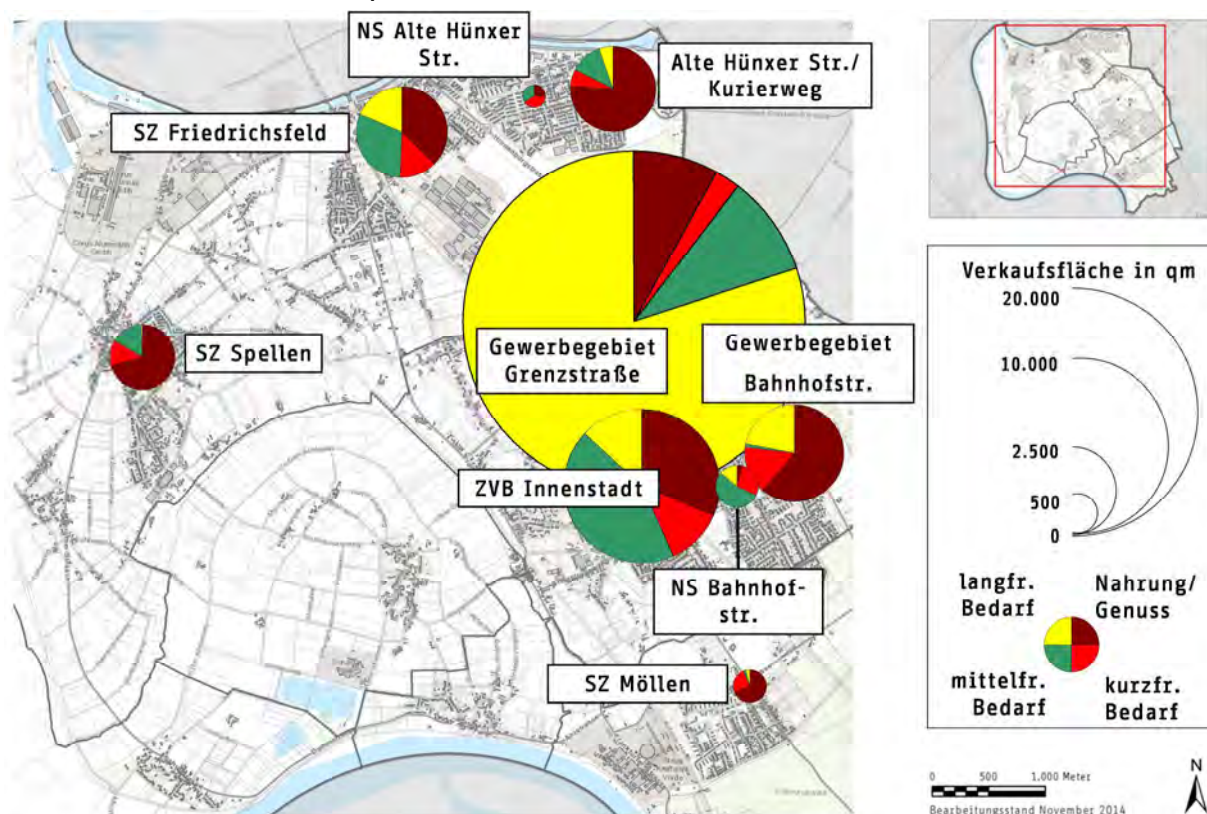 NS Alte Hünxer
Str.
Alte Hünxer Str./
Kurierweg
SZ Friedrichsfeld
SZ Spellen
Gewerbegebiet
Grenzstraße
Gewerbegebiet
Bahnhofstr.
ZVB Innenstadt
NS Bahnhof-
str.
SZ Möllen
Verkaufsfläche in qm
20.000
10.000
2.500
500
0
langfr.
Bedarf
Nahrung/
Genuss
mittelfr.
Bedarf
kurzfr.
Bedarf
0 500 1.000 Meter
N
Bearbeitungsstand November 2014